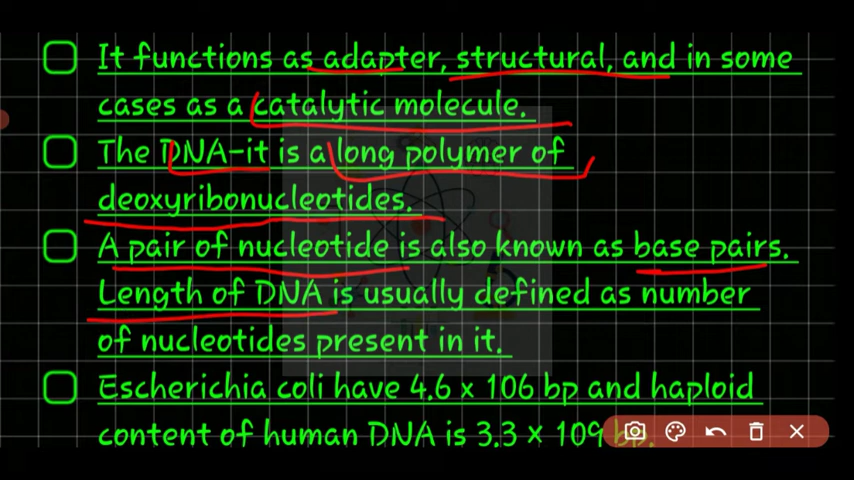 It functions as adapter, structural, and in some
cases as a catalytic molecule.
The DNA-it is a long polymer of
deoxyribonucleotides.
A pair of nucleotide is also known as base pairs.
Length of DNA is usually defined as number
of nucleotides present in it.
Escherichia coli have 4.6 x 106 bp and haploid
content of human DNA is 3.3 × 109 bp.